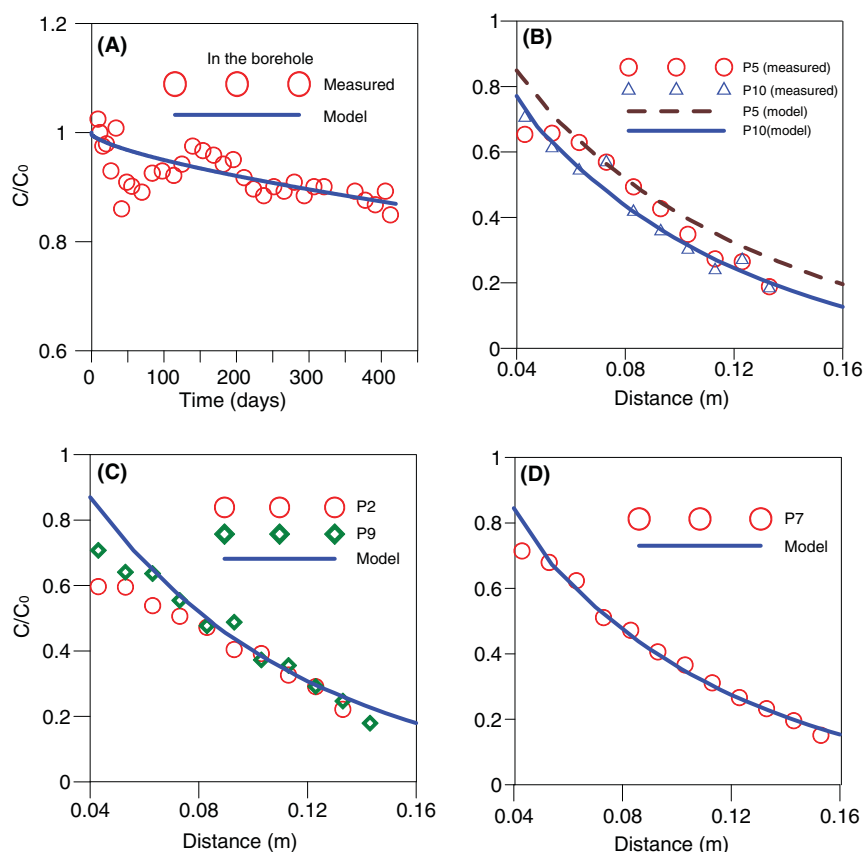 (A)
In the borehole
Measured
Model
C/C0
1.2
1
0.8
0.6
0 100 200 300 400
Time (days)
(B)
P5 (measured)
P10 (measured)
P5 (model)
P10(model)
1
0.8
0.6
0.4
0.2
0
0.04 0.08 0.12 0.16
Distance (m)
(C)
P2
P9
Model
C/C0
1
0.8
0.6
0.4
0.2
0
0.04 0.08 0.12 0.16
Distance (m)
(D)
P7
Model
1
0.8
0.6
0.4
0.2
0
0.04 0.08 0.12 0.16
Distance (m)